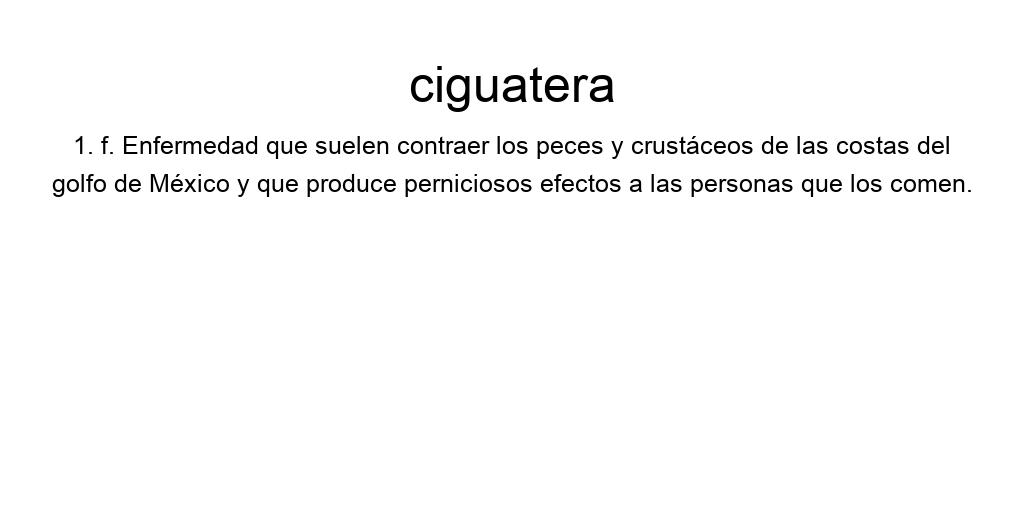 ciguatera
1. f. Enfermedad que suelen contraer los peces y crustáceos de las costas del
golfo de México y que produce perniciosos efectos a las personas que los comen.